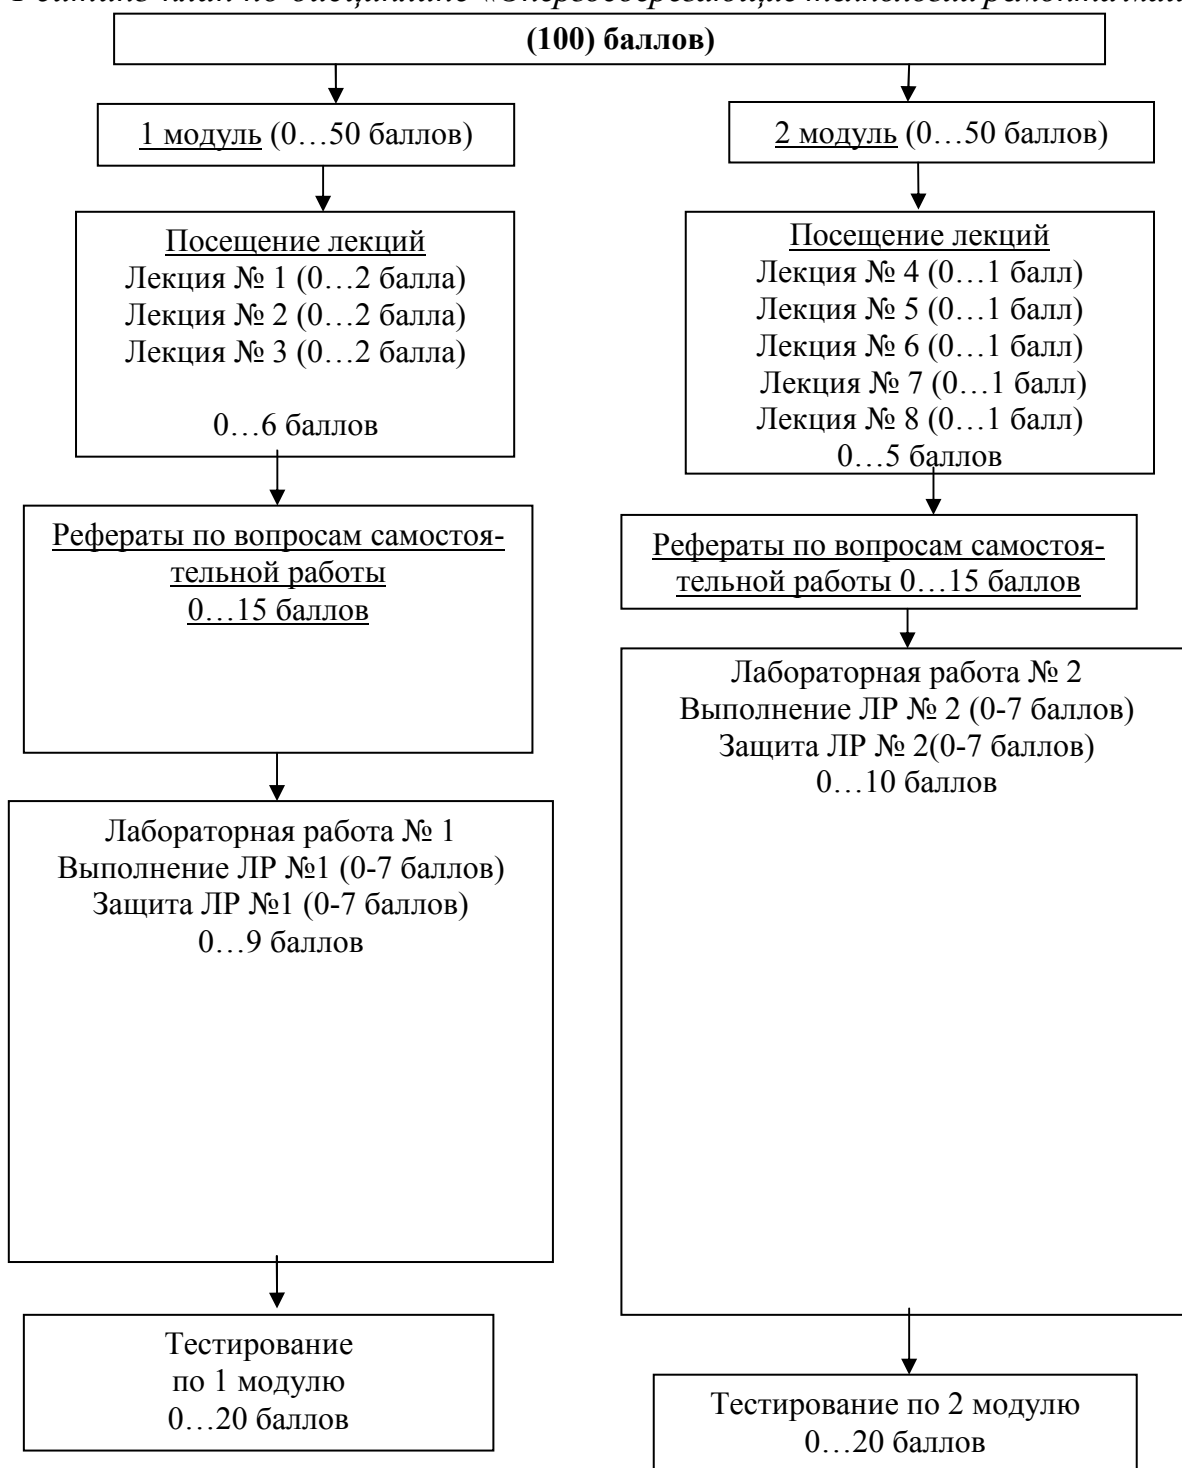 по
ремонта
(100) баллов)
1 модуль (0…50 баллов)
2 модуль (0…50 баллов)
Посещение лекций
Лекция № 1 (0…2 балла)
Лекция № 2 (0…2 балла)
Лекция № 3 (0…2 балла)
0…6 баллов
Посещение лекций
Лекция № 4 (0…1 балл)
Лекция № 5 (0…1 балл)
Лекция № 6 (0…1 балл)
Лекция № 7 (0…1 балл)
Лекция № 8 (0…1 балл)
0…5 баллов
Рефераты по вопросам самостоя-
тельной работы
0…15 баллов
Рефераты по вопросам самостоя-
тельной работы 0…15 баллов
Лабораторная работа № 1
Выполнение ЛР №1 (0-7 баллов)
Защита ЛР №1 (0-7 баллов)
0…9 баллов
Лабораторная работа № 2
Выполнение ЛР № 2 (0-7 баллов)
Защита ЛР № 2(0-7 баллов)
0…10 баллов
Тестирование
по 1 модулю
0…20 баллов
Тестирование по 2 модулю
0…20 баллов